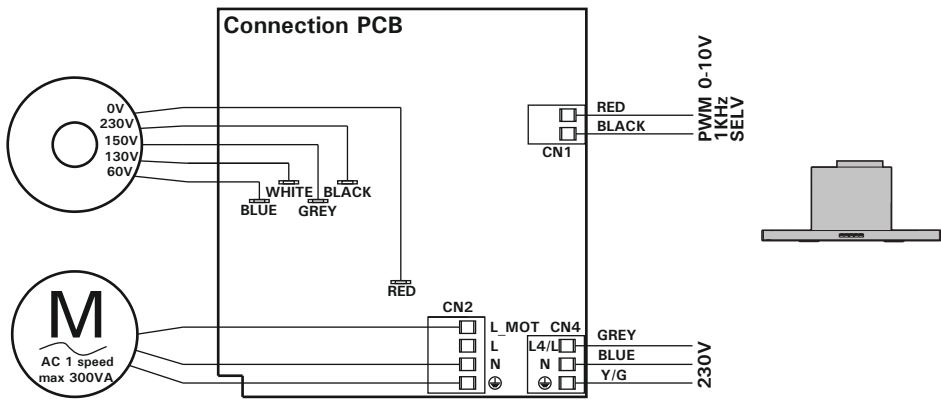 Connection PCB
0V
230V
150V
130V
60V
WHITE
BLACK
BLUE
GREY
RED
RED
BLACK
CN1
PWM 0-10V
1KHz
SELV
M
AC 1 speed
max 300VA
CN2
L_MOT
L
N
CN4
L4/L
N
GREY
BLUE
Y/G
230V